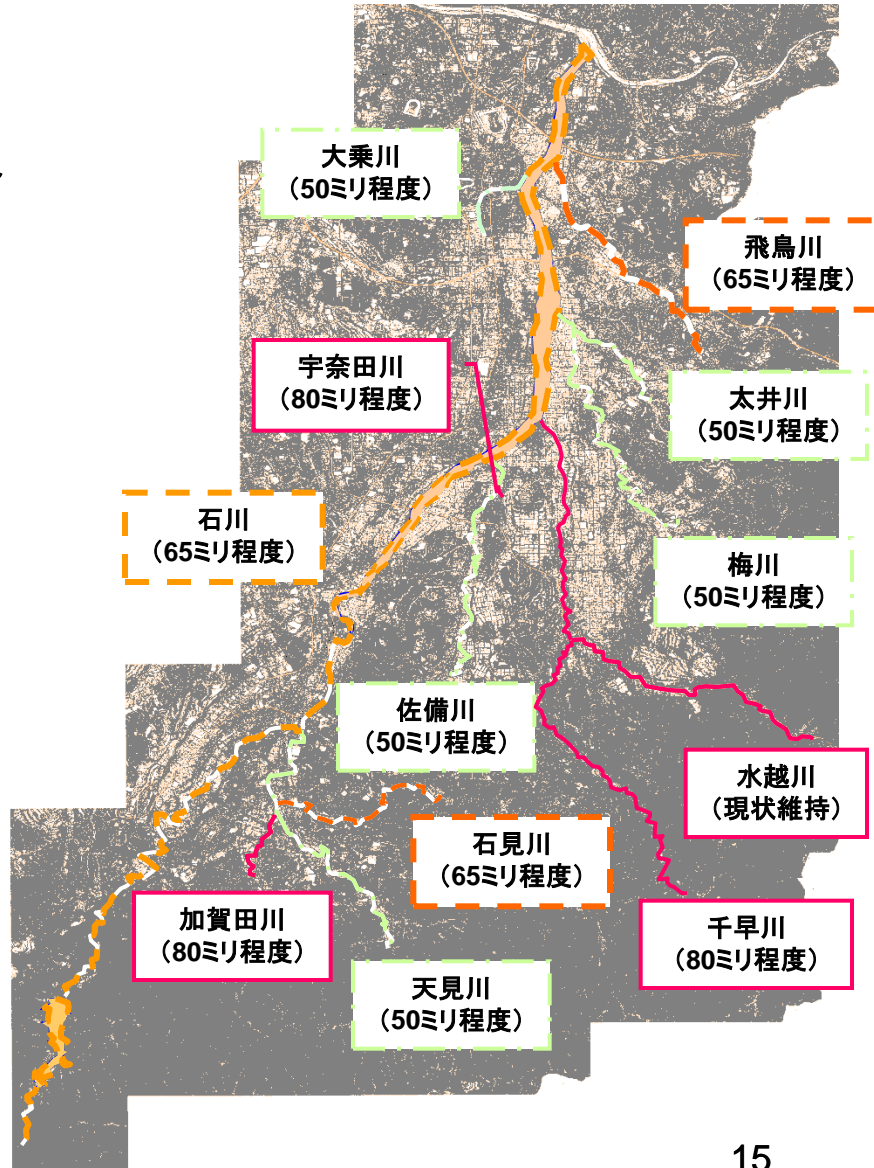 大乗川
（50ミリ程度）
飛鳥川
（65ミリ程度）
宇奈田川
（80ミリ程度）
太井川
（50ミリ程度）
石川
（65ミリ程度）
梅川
（50ミリ程度）
佐備川
（50ミリ程度）
水越川
（現状維持）
石見川
（65ミリ程度）
加賀田川
（80ミリ程度）
千早川
（80ミリ程度）
天見川
（50ミリ程度）
15